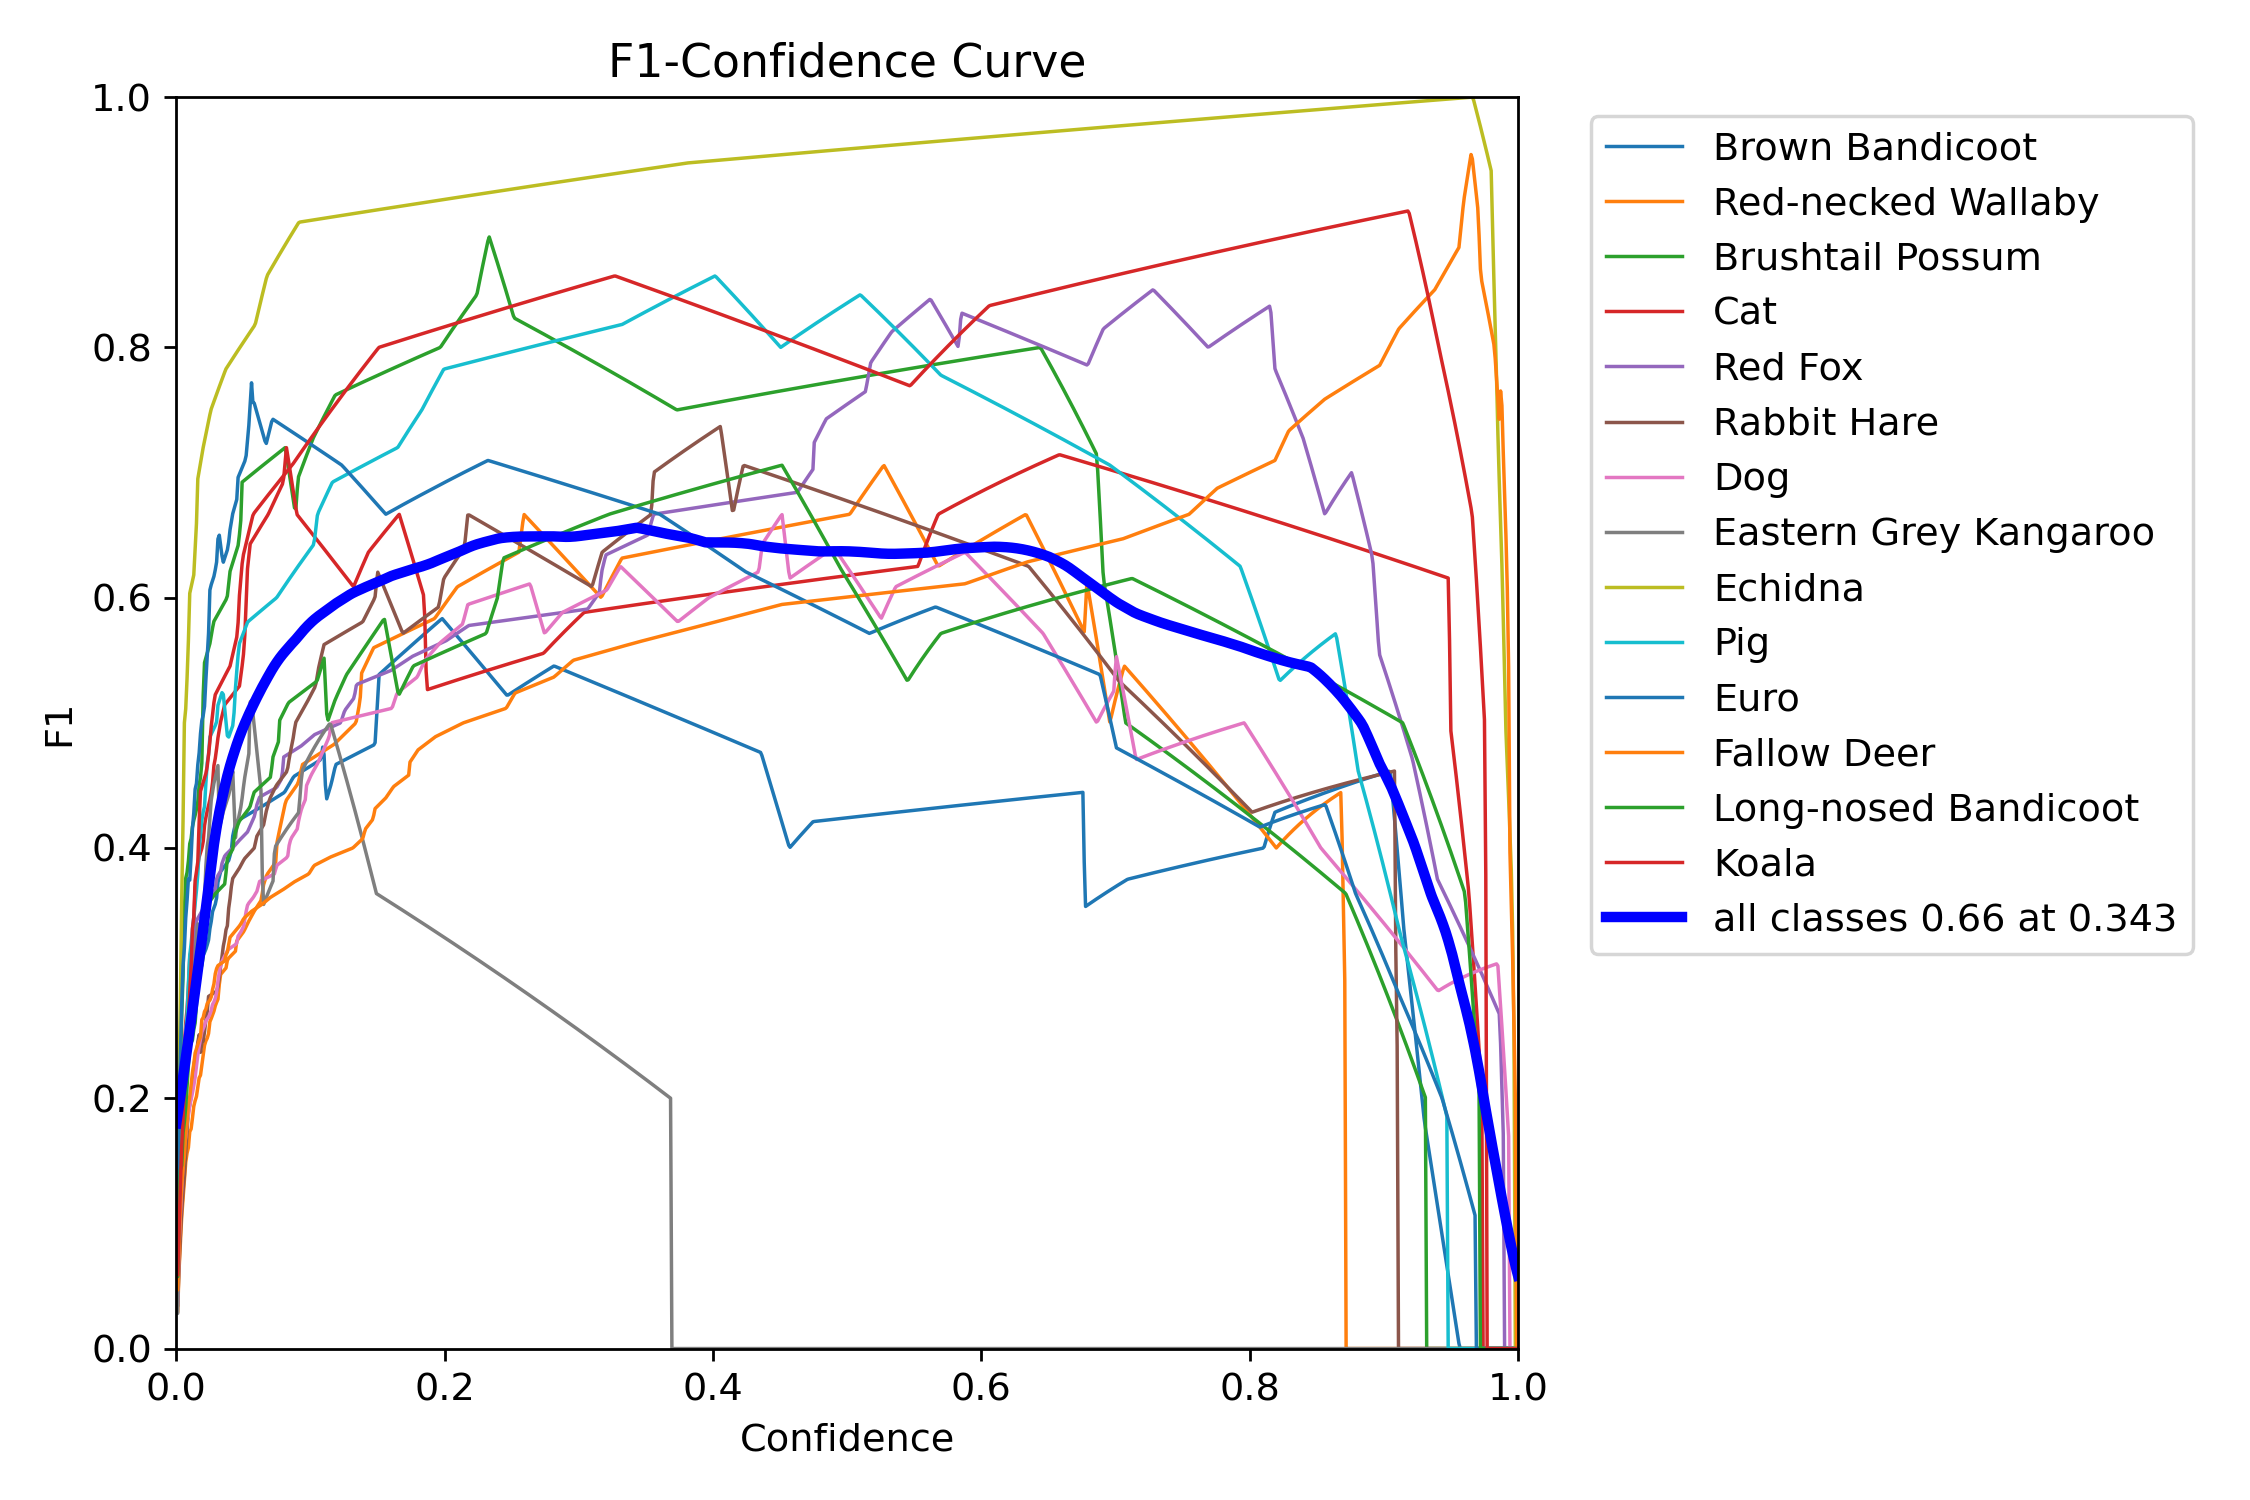 F1-Confidence Curve
1.0
0.8
0.6
0.4
0.2
0.0
F1
0.0 0.2 0.4 0.6 0.8 1.0
Confidence
Brown Bandicoot
Red-necked Wallaby
Brushtail Possum
Cat
Red Fox
Rabbit Hare
Dog
Eastern Grey Kangaroo
Echidna
Pig
Euro
Fallow Deer
Long-nosed Bandicoot
Koala
all classes 0.66 at 0.343